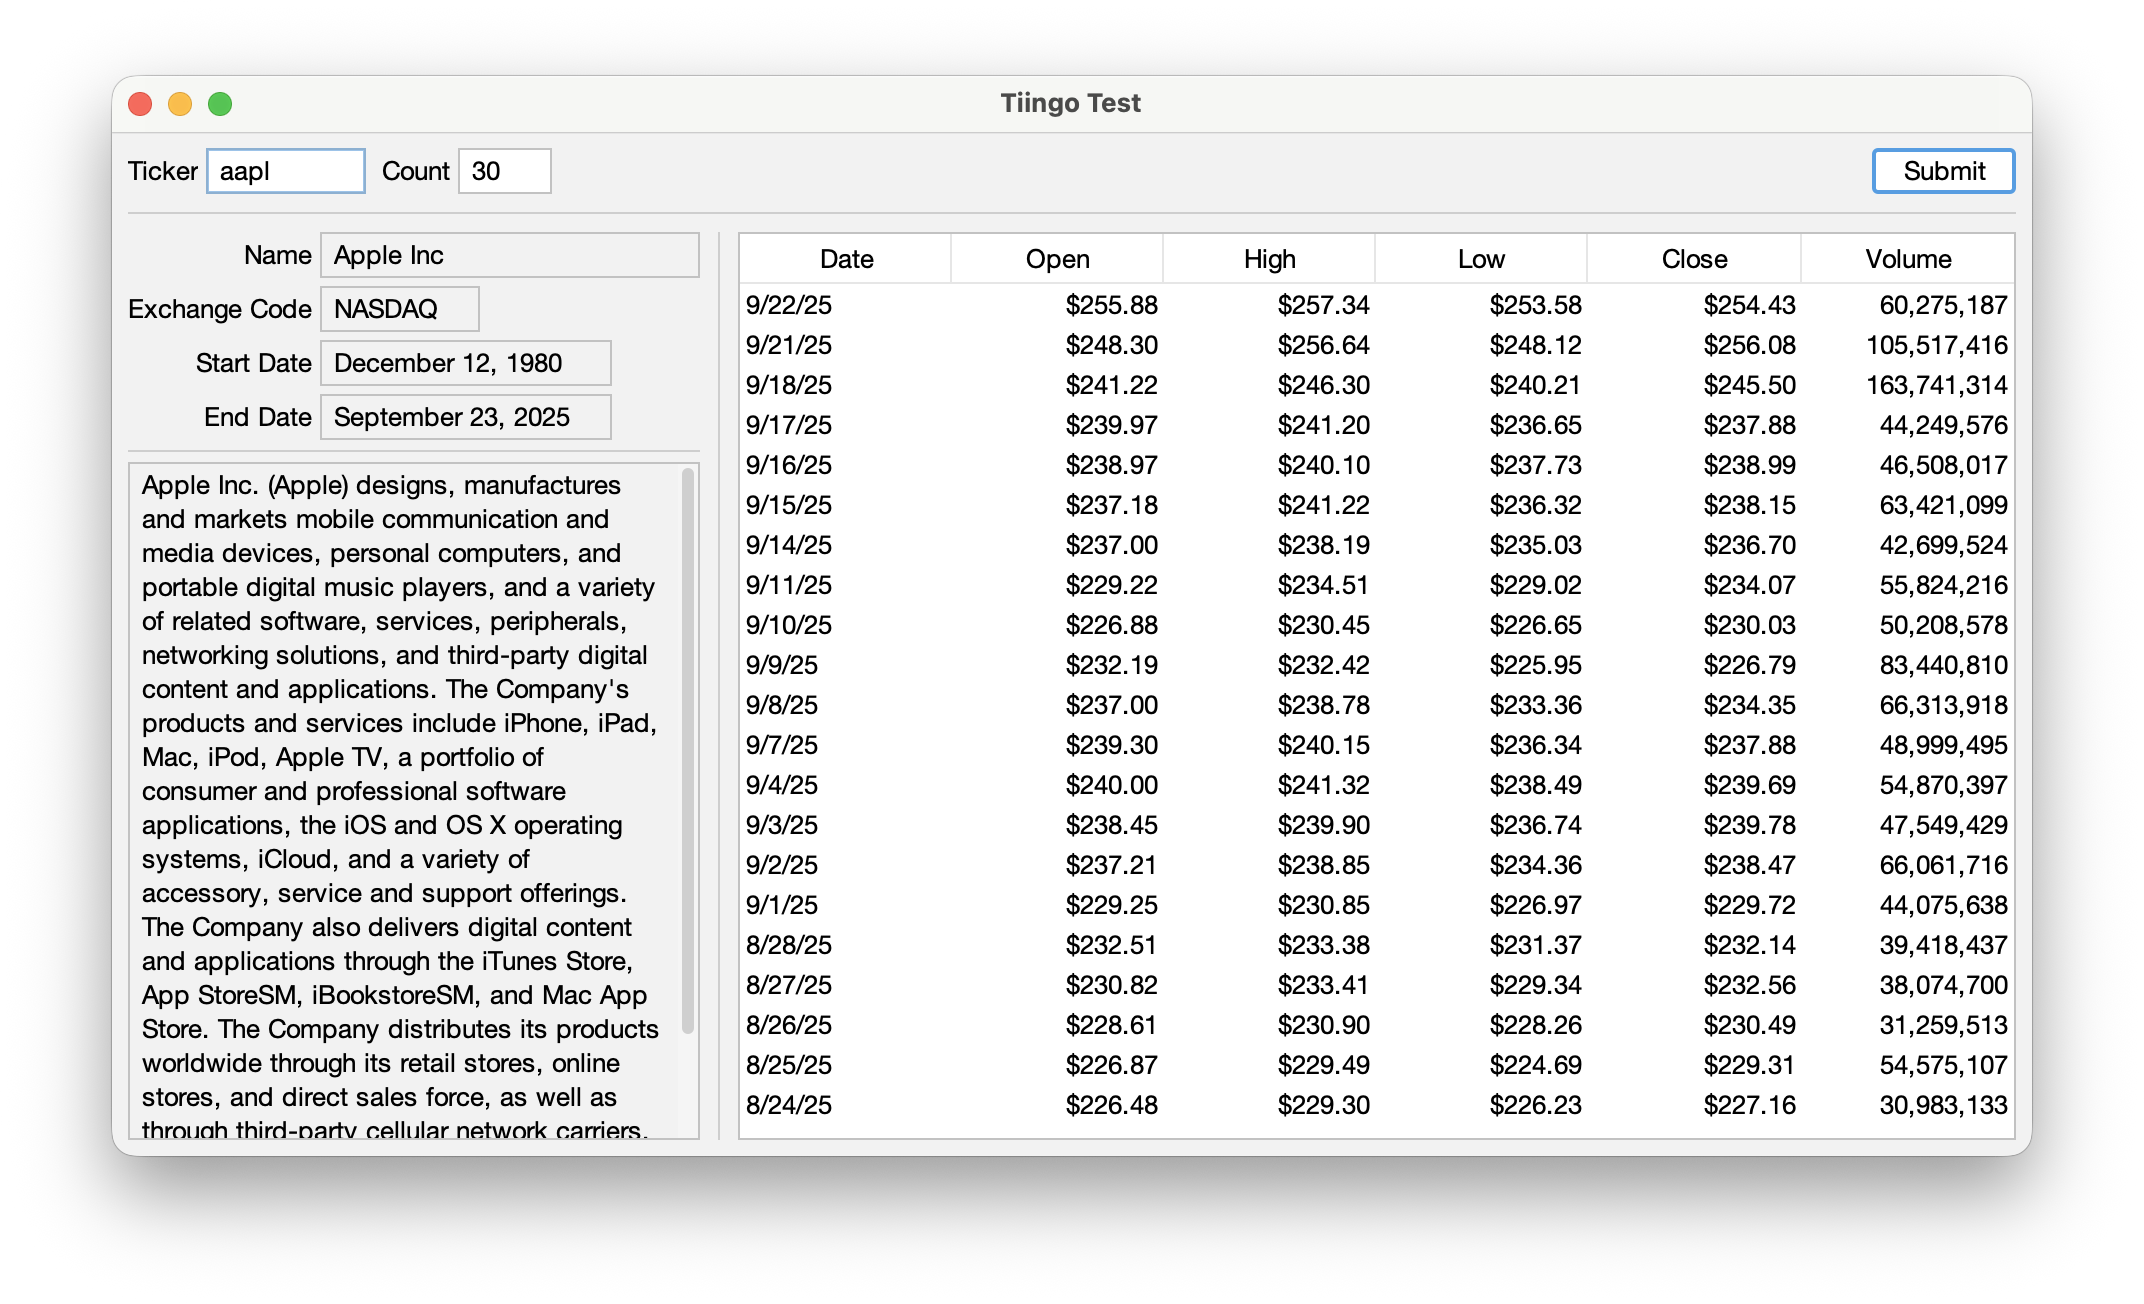 Tiingo Test
Ticker aapl Count 30 Submit
Name Apple Inc
Exchange Code NASDAQ
Start Date December 12, 1980
End Date September 23, 2025
Apple Inc. (Apple) designs, manufactures
and markets mobile communication and
media devices, personal computers, and
portable digital music players, and a variety
of related software, services, peripherals,
networking solutions, and third-party digital
content and applications. The Company's
products and services include iPhone, iPad,
Mac, iPod, Apple TV, a portfolio of
consumer and professional software
applications, the iOS and OS X operating
systems, iCloud, and a variety of
accessory, service and support offerings.
The Company also delivers digital content
and applications through the iTunes Store,
App StoreSM, iBookstoreSM, and Mac App
Store. The Company distributes its products
worldwide through its retail stores, online
stores, and direct sales force, as well as
through third-party cellular network carriers,
Date Open High Low Close Volume
9/22/25 $255.88 $257.34 $253.58 $254.43 60,275,187
9/21/25 $248.30 $256.64 $248.12 $256.08 105,517,416
9/18/25 $241.22 $246.30 $240.21 $245.50 163,741,314
9/17/25 $239.97 $241.20 $236.65 $237.88 44,249,576
9/16/25 $238.97 $240.10 $237.73 $238.99 46,508,017
9/15/25 $237.18 $241.22 $236.32 $238.15 63,421,099
9/14/25 $237.00 $238.19 $235.03 $236.70 42,699,524
9/11/25 $229.22 $234.51 $229.02 $234.07 55,824,216
9/10/25 $226.88 $230.45 $226.65 $230.03 50,208,578
9/9/25 $232.19 $232.42 $225.95 $226.79 83,440,810
9/8/25 $237.00 $238.78 $233.36 $234.35 66,313,918
9/7/25 $239.30 $240.15 $236.34 $237.88 48,999,495
9/4/25 $240.00 $241.32 $238.49 $239.69 54,870,397
9/3/25 $238.45 $239.90 $236.74 $239.78 47,549,429
9/2/25 $237.21 $238.85 $234.36 $238.47 66,061,716
9/1/25 $229.25 $230.85 $226.97 $229.72 44,075,638
8/28/25 $232.51 $233.38 $231.37 $232.14 39,418,437
8/27/25 $230.82 $233.41 $229.34 $232.56 38,074,700
8/26/25 $228.61 $230.90 $228.26 $230.49 31,259,513
8/25/25 $226.87 $229.49 $224.69 $229.31 54,575,107
8/24/25 $226.48 $229.30 $226.23 $227.16 30,983,133